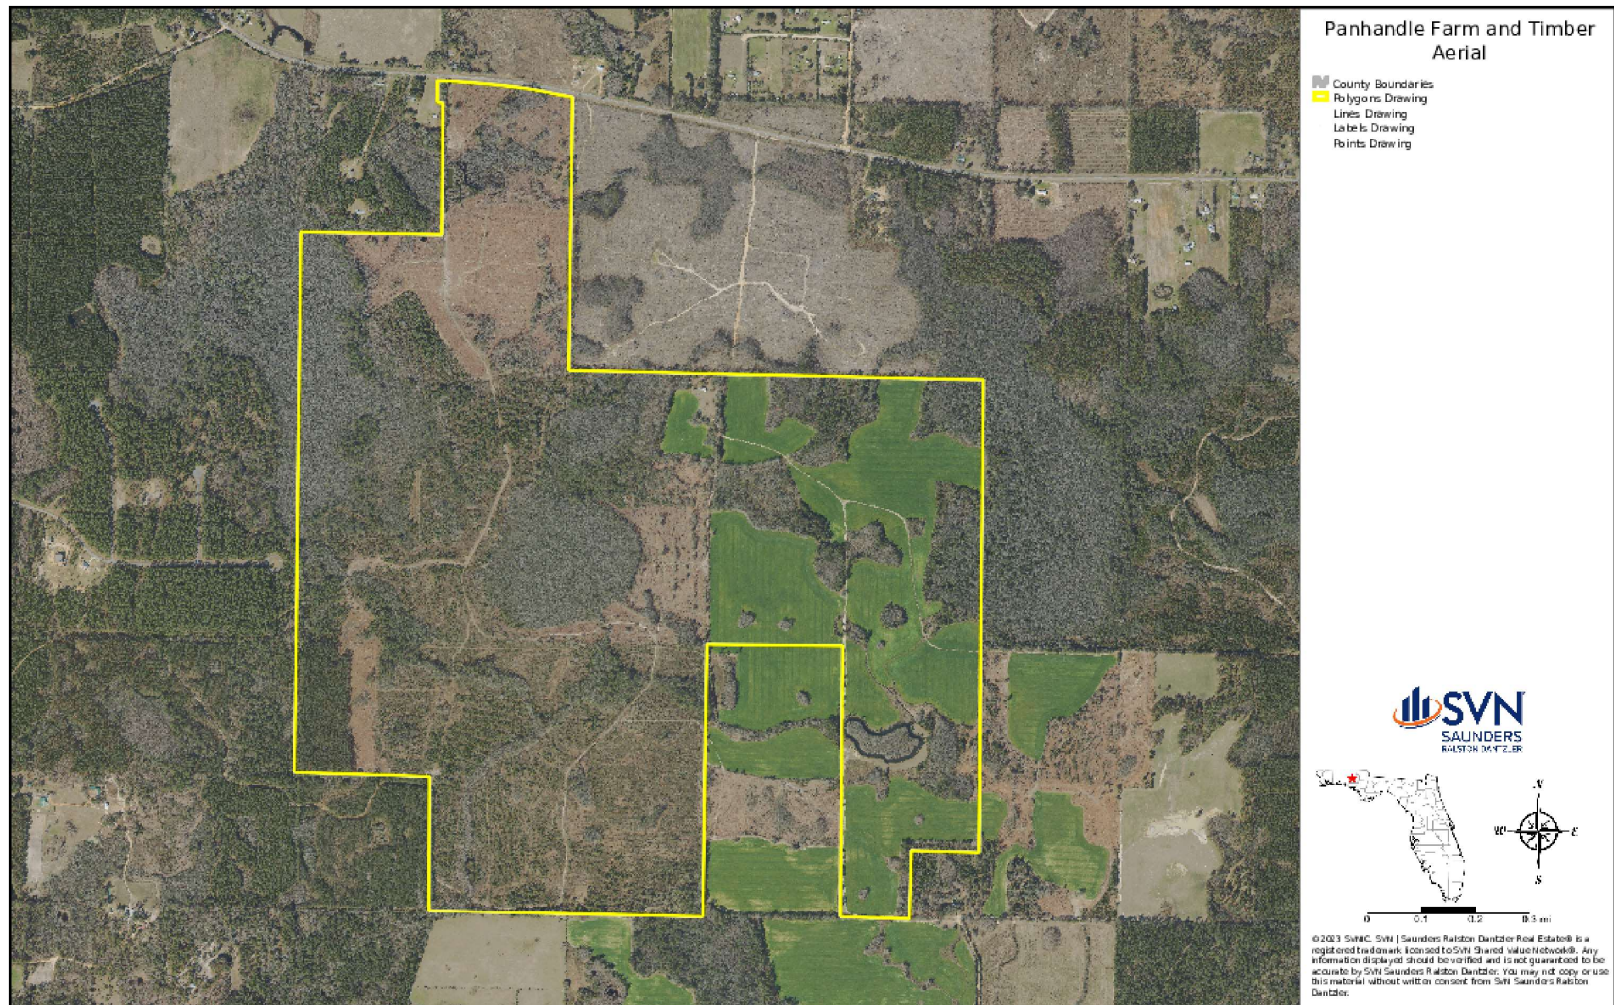 Panhandle Farm and Timber
Aerial
County Boundaries
Polygons Drawing
Lines Drawing
Labels Drawing
Points Drawing
SVN
SAUNDERS
RALSTON DANTZLER
N
W E
S
0 0.1 0.2 0.3 mi
©2023 SVNIC. SVN | Saunders Ralston Dantzler Real Estate® is a
registered trademark licensed to SVN Shared Value Network®. Any
information displayed should be verified and is not guaranteed to be
accurate by SVN Saunders Ralston Dantzler. You may not copy or use
this material without written consent from SVN Saunders Ralston
Dantzler.